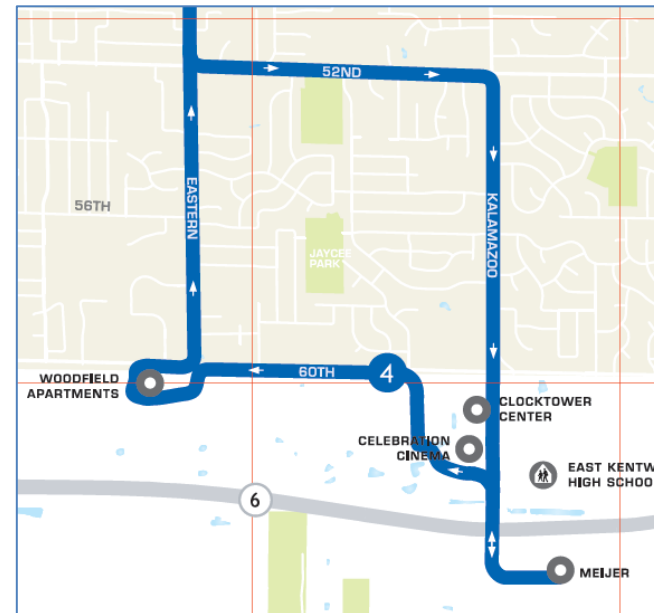 52ND
EASTERN
KALAMAZOO
56TH
JAYCEE
PARK
WOODFIELD
APARTMENTS
60TH
4
CLOCKTOWER
CENTER
CELEBRATION
CINEMA
EAST KENTW
HIGH SCHOO
6
MEIJER